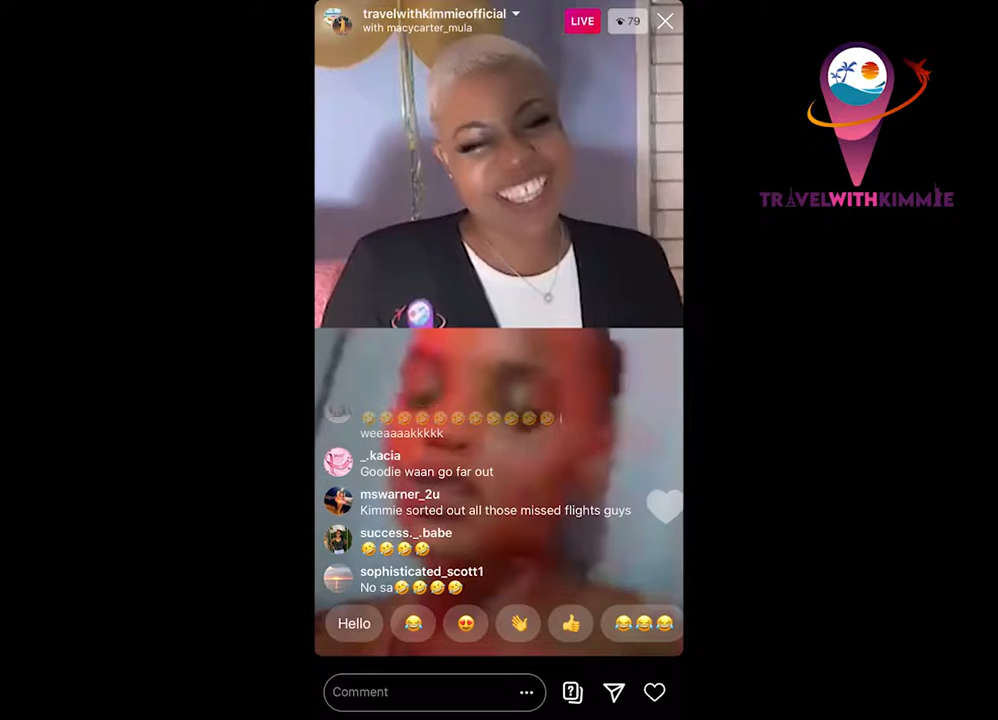 travelwithkimmieofficial
with macycarter_mula
LIVE
79
TRAVELWITHKIMMIE
🤣🤣🤣🤣🤣🤣🤣🤣🤣🤣🤣 i
weeaaaakkkkk
_.kacia
Goodie waan go far out
mswarner_2u
Kimmie sorted out all those missed flights guys
success._.babe
🤣🤣🤣🤣
sophisticated_scott1
No sa🤣🤣🤣🤣
Hello 😂 😍 👋 👍 😂😂😂
Comment ...